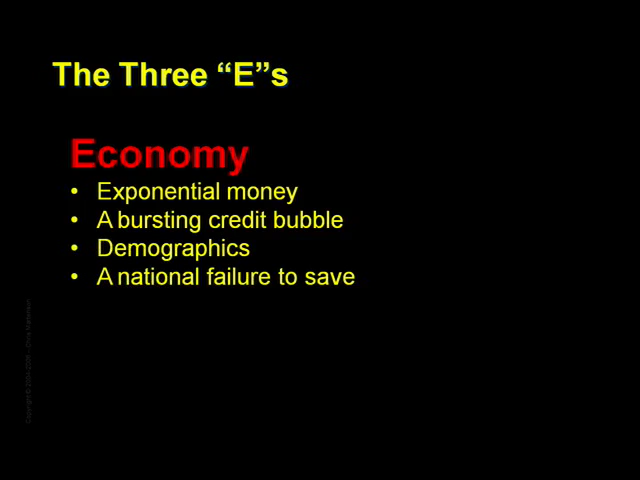 The Three “E”s
Economy
• Exponential money
• A bursting credit bubble
• Demographics
• A national failure to save